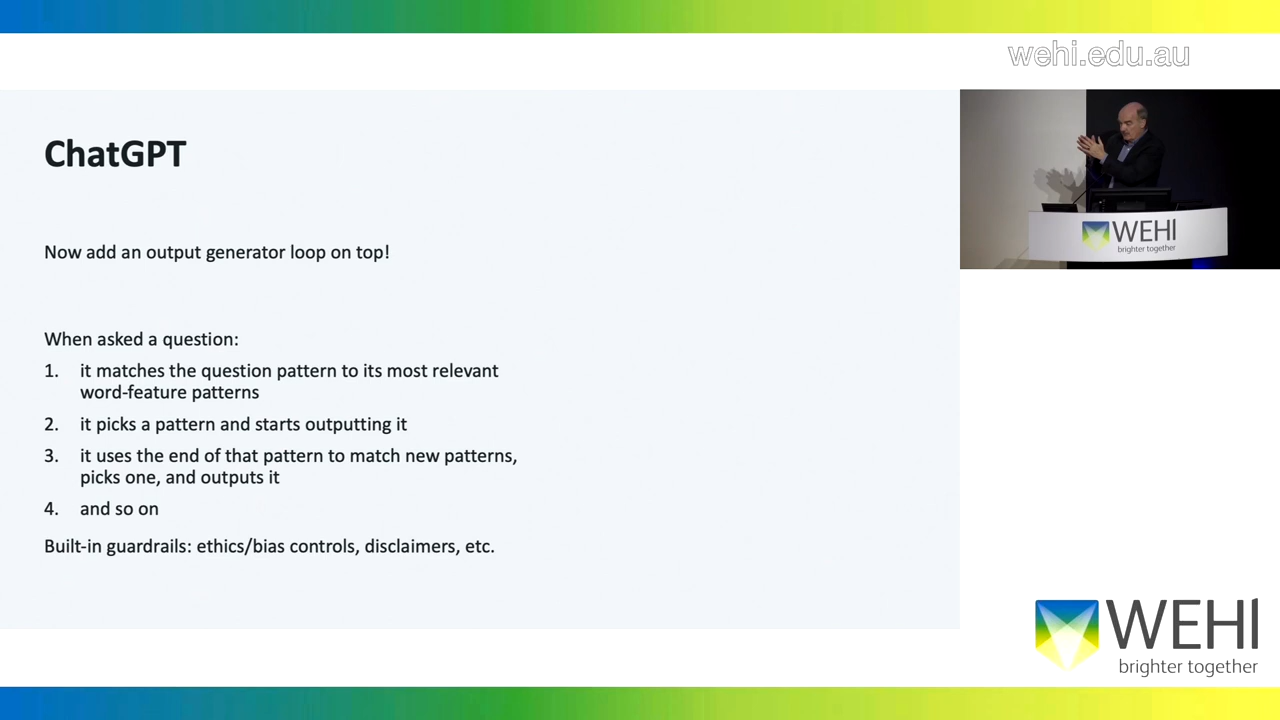 wehi.edu.au
ChatGPT
Now add an output generator loop on top!
When asked a question:
1. it matches the question pattern to its most relevant
word-feature patterns
2. it picks a pattern and starts outputting it
3. it uses the end of that pattern to match new patterns,
picks one, and outputs it
4. and so on
Built-in guardrails: ethics/bias controls, disclaimers, etc.
WEHI
brighter together
WEHI
brighter together